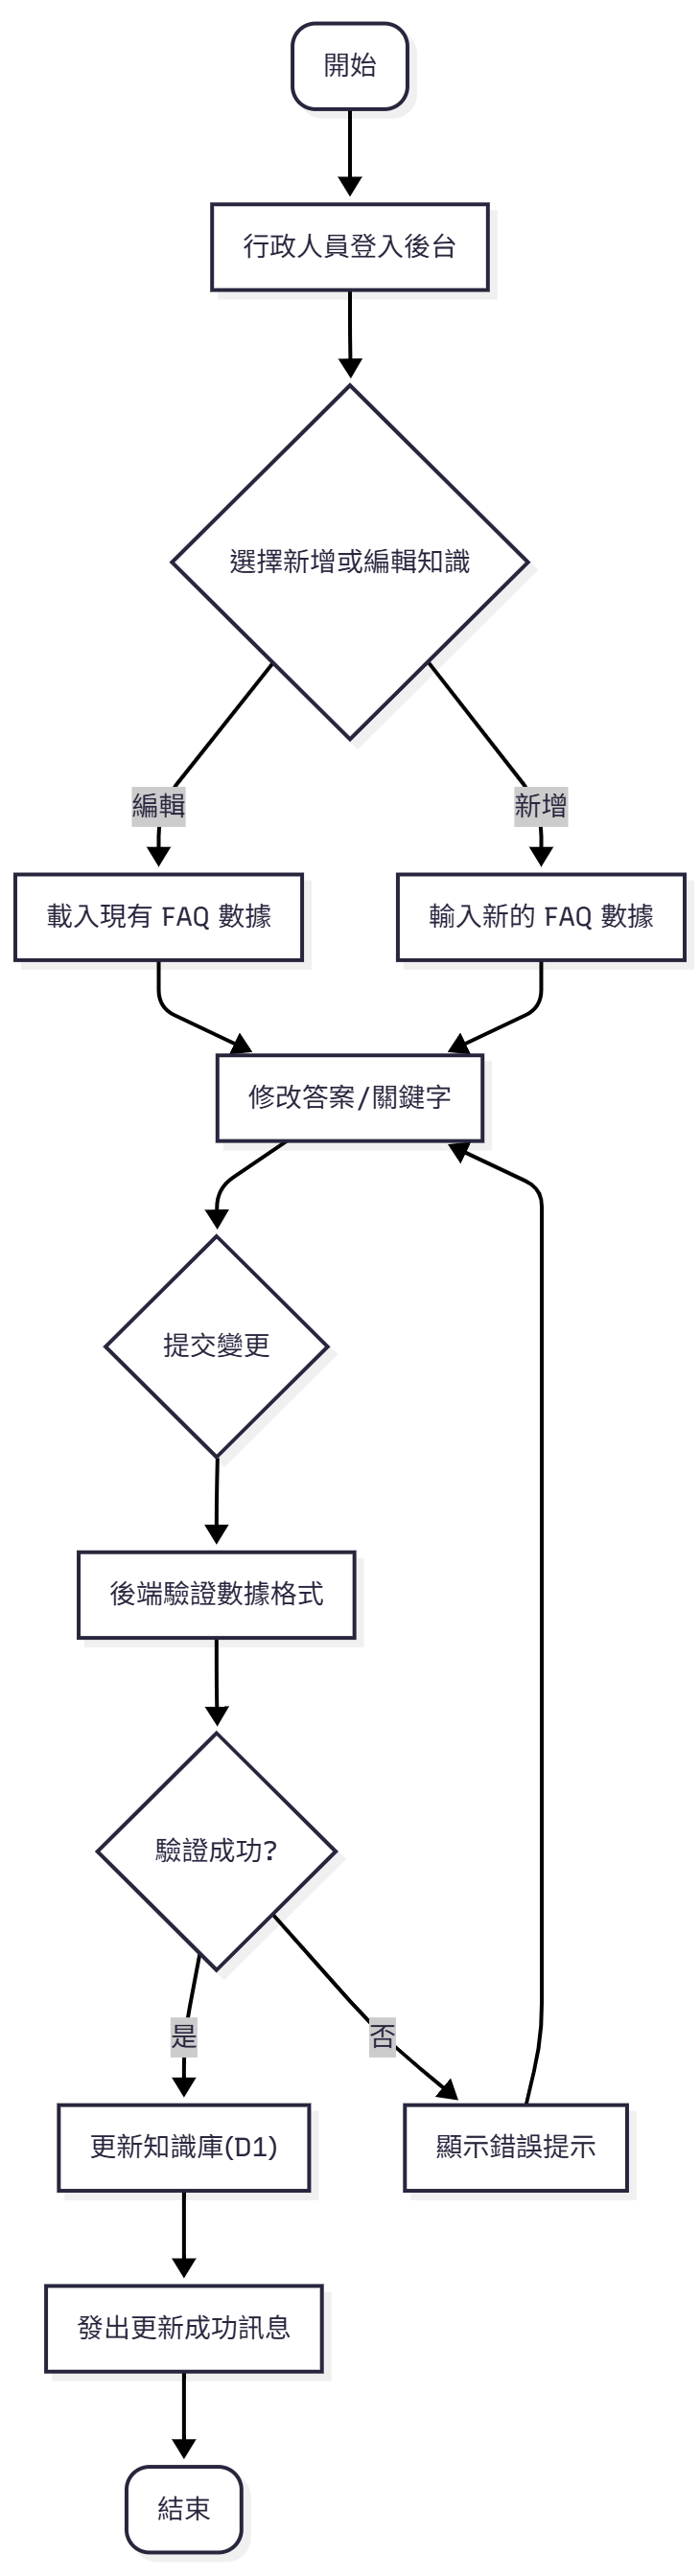 開始
行政人員登入後台
選擇新增或編輯知識
編輯
新增
載入現有 FAQ 數據
輸入新的 FAQ 數據
修改答案/關鍵字
提交變更
後端驗證數據格式
驗證成功?
是
否
更新知識庫(D1)
顯示錯誤提示
發出更新成功訊息
結束